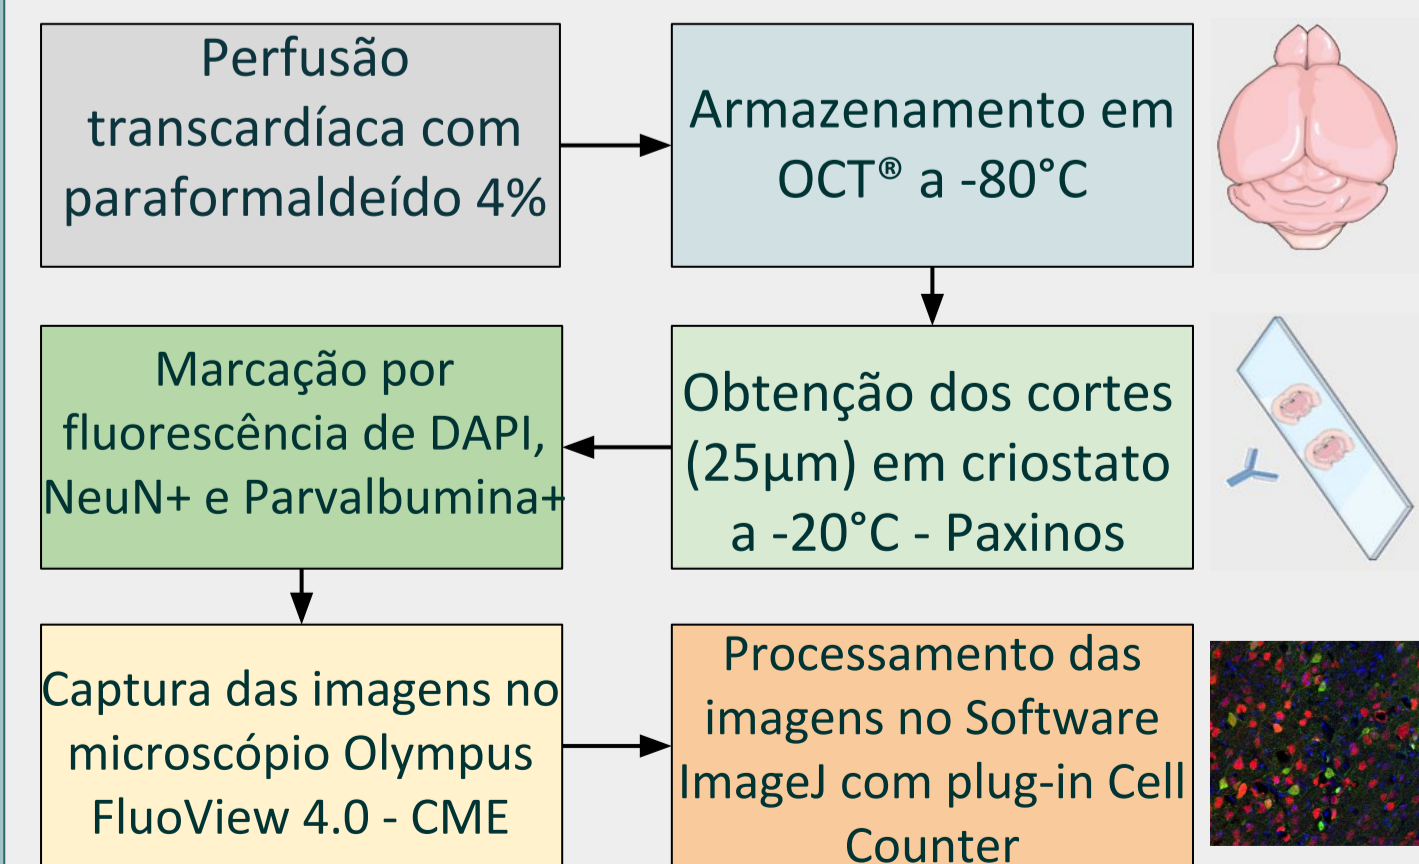 Perfusão
transcardíaca com
paraformaldeído 4%
Armazenamento em
OCT® a -80°C
Obtenção dos cortes
(25µm) em criostato
a -20°C - Paxinos
Marcação por
fluorescência de DAPI,
NeuN+ e Parvalbumina+
Captura das imagens no
microscópio Olympus
FluoView 4.0 - CME
Processamento das
imagens no Software
ImageJ com plug-in Cell
Counter